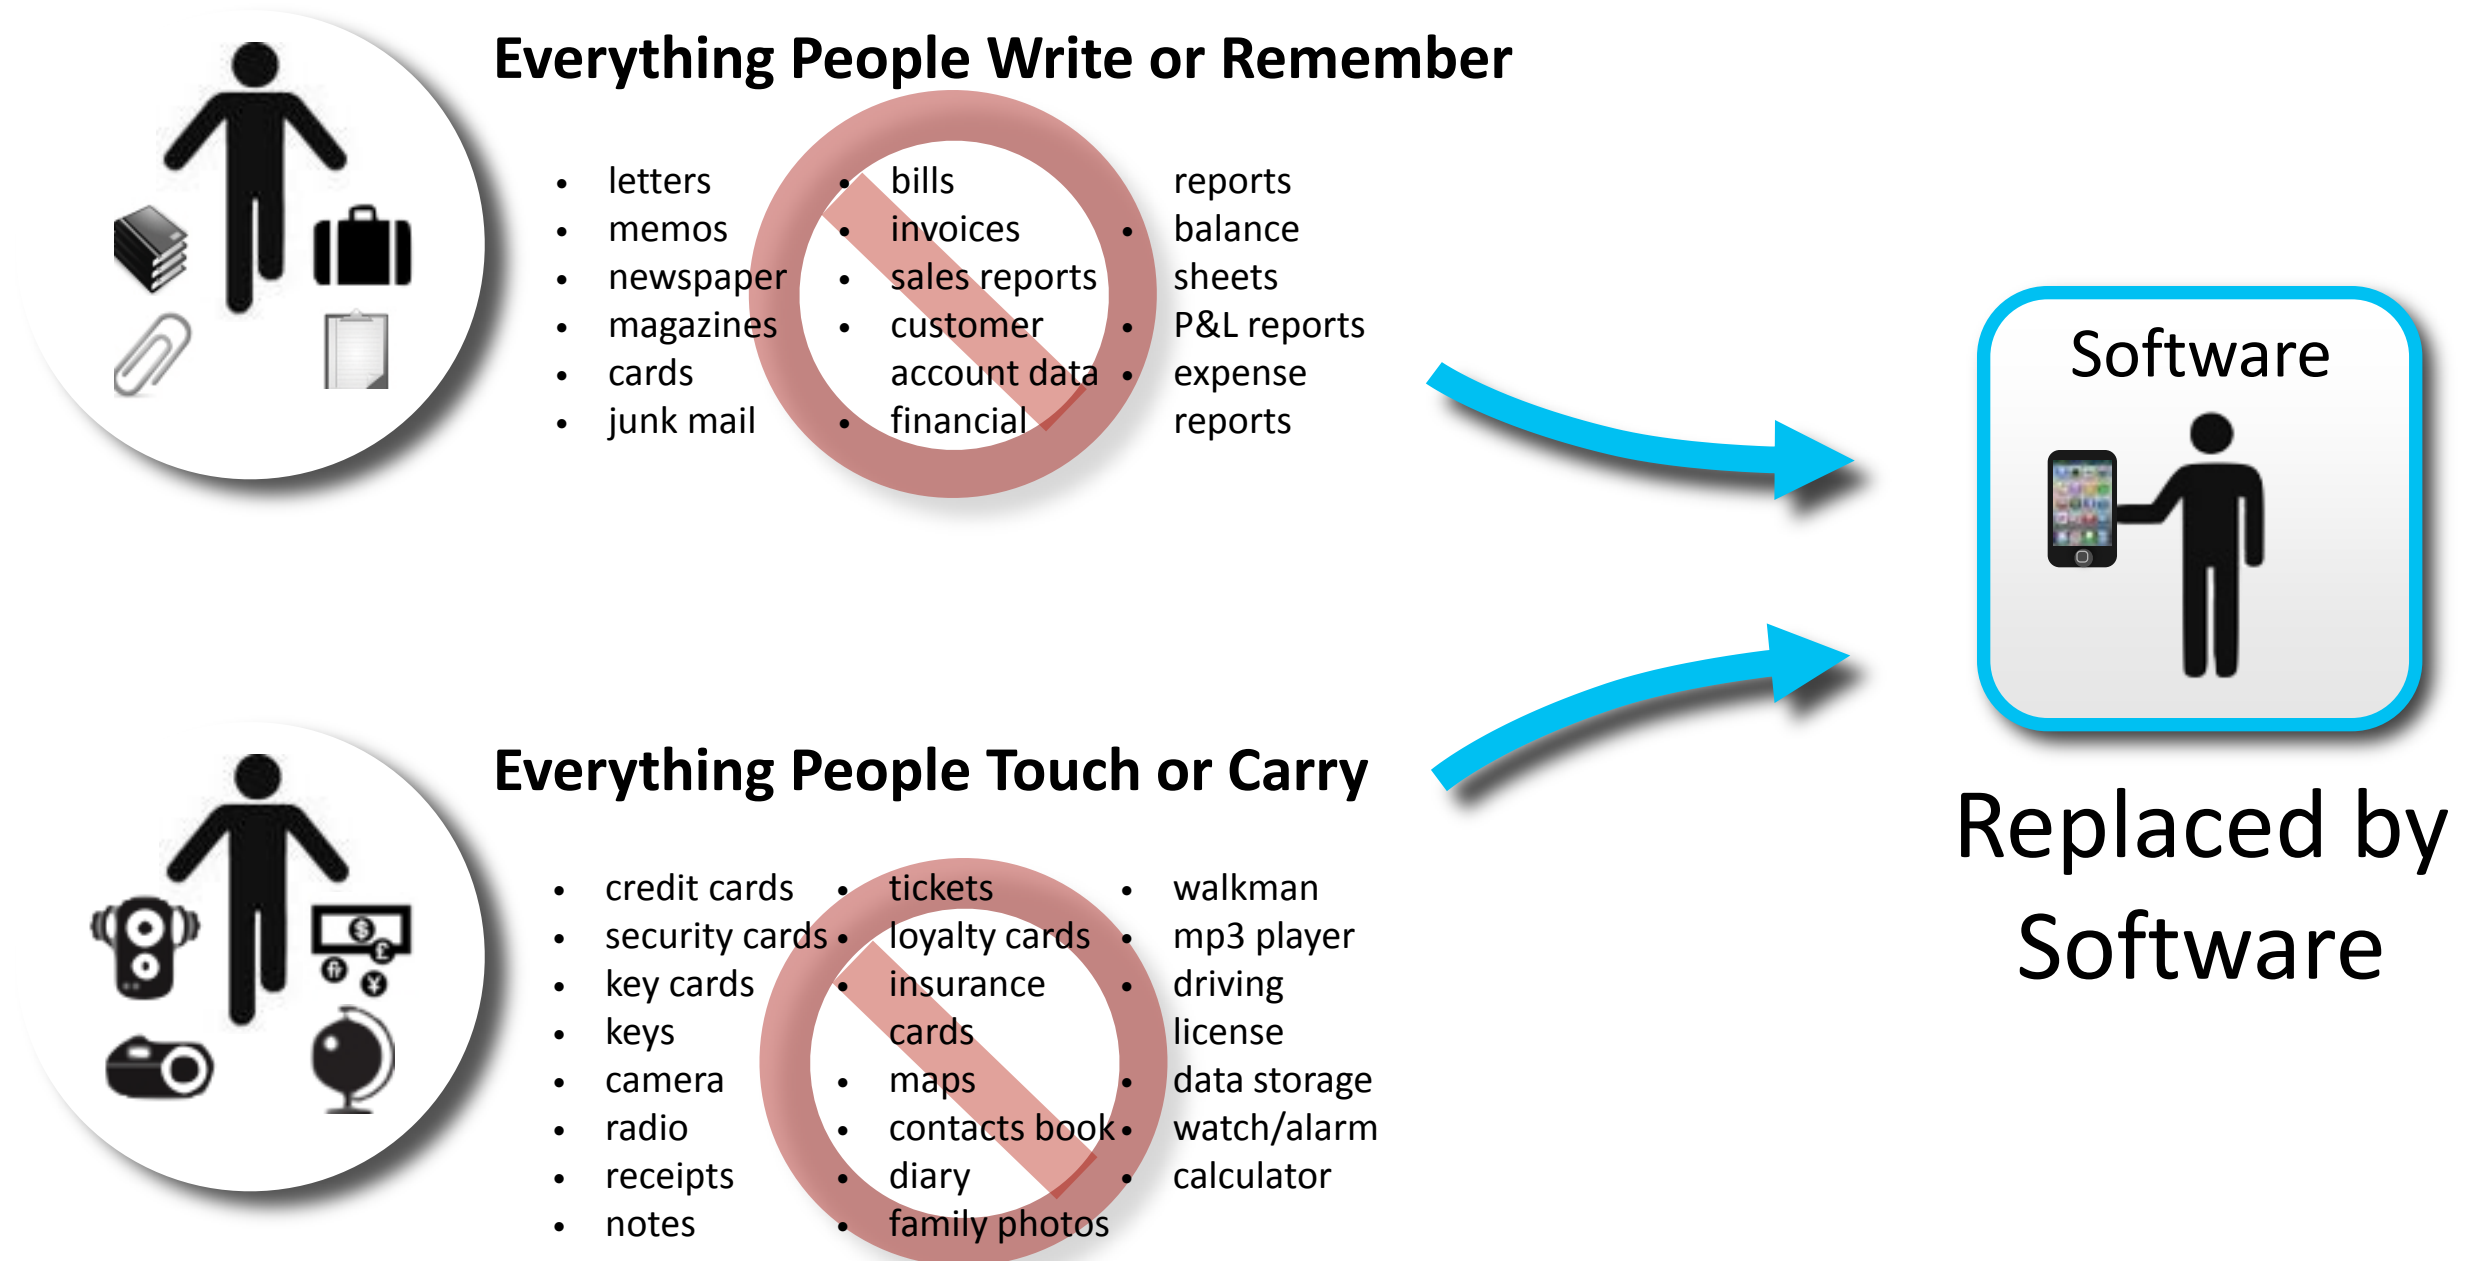 Everything People Write or Remember
• letters
• memos
• newspaper
• magazines
• cards
• junk mail
• bills
• invoices
• sales reports
• customer
account data
• financial
reports
• balance
sheets
• P&L reports
• expense
reports
Software
Everything People Touch or Carry
• credit cards
• security cards
• key cards
• keys
• camera
• radio
• receipts
• notes
• tickets
• loyalty cards
• insurance
cards
• maps
• contacts book
• diary
• family photos
• walkman
• mp3 player
• driving
license
• data storage
• watch/alarm
• calculator
Replaced by
Software